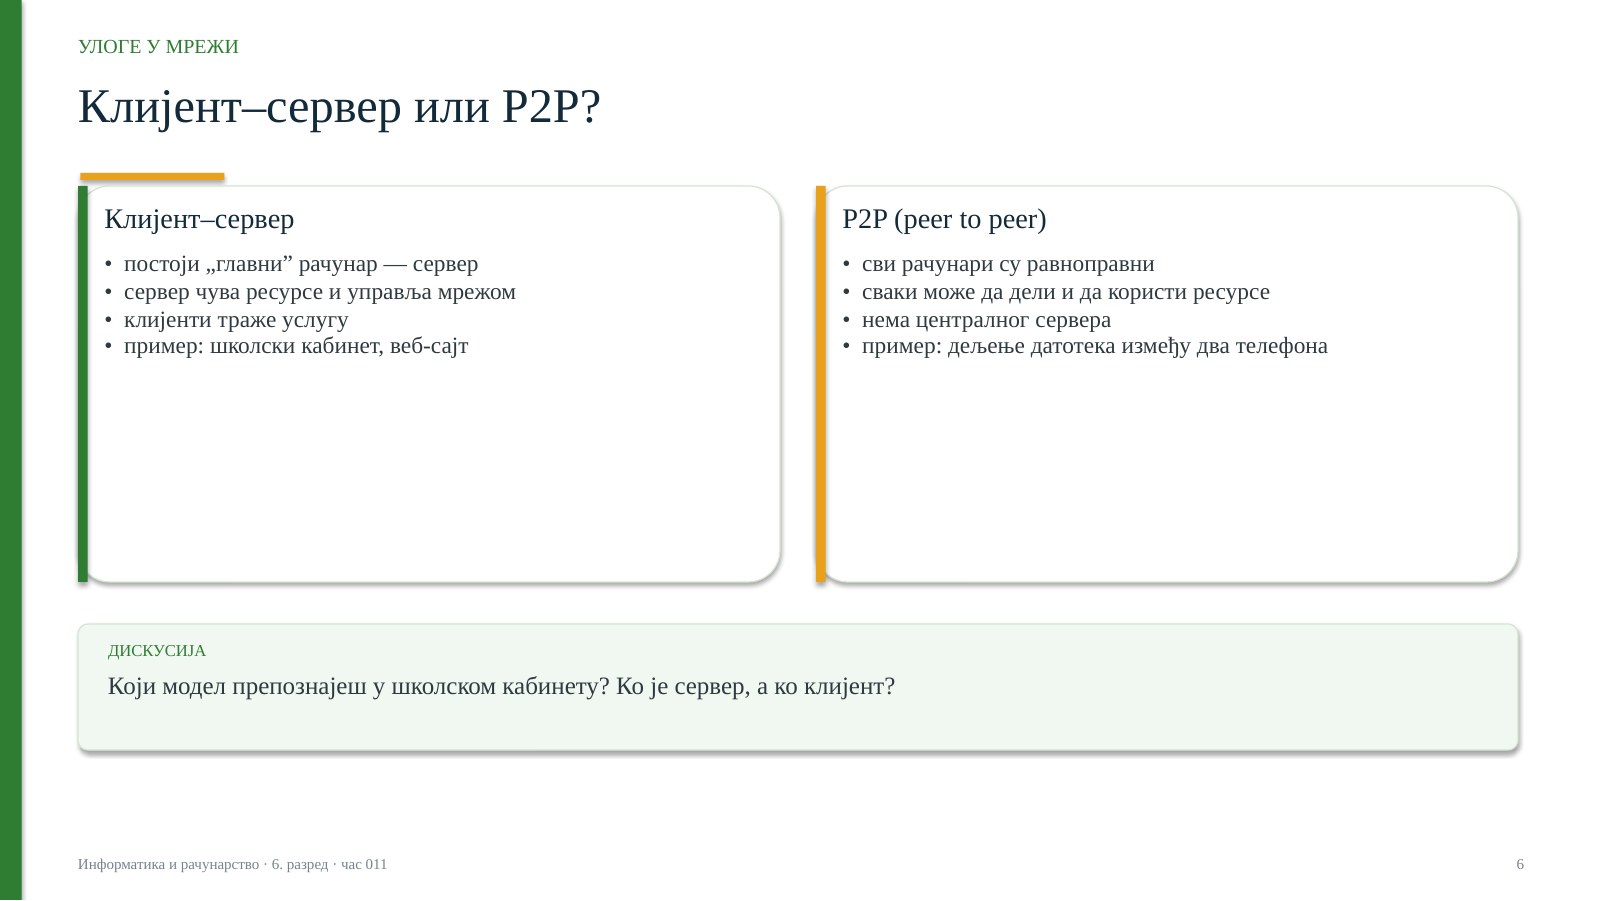 УЛОГЕ У МРЕЖИ
Клијент–сервер или P2P?
Клијент–сервер
• постоји „главни” рачунар — сервер
• сервер чува ресурсе и управља мрежом
• клијенти траже услугу
• пример: школски кабинет, веб-сајт
P2P (peer to peer)
• сви рачунари су равноправни
• сваки може да дели и да користи ресурсе
• нема централног сервера
• пример: дељење датотека између два телефона
ДИСКУСИЈА
Који модел препознајеш у школском кабинету? Ко је сервер, а ко клијент?
Информатика и рачунарство · 6. разред · час 011
6